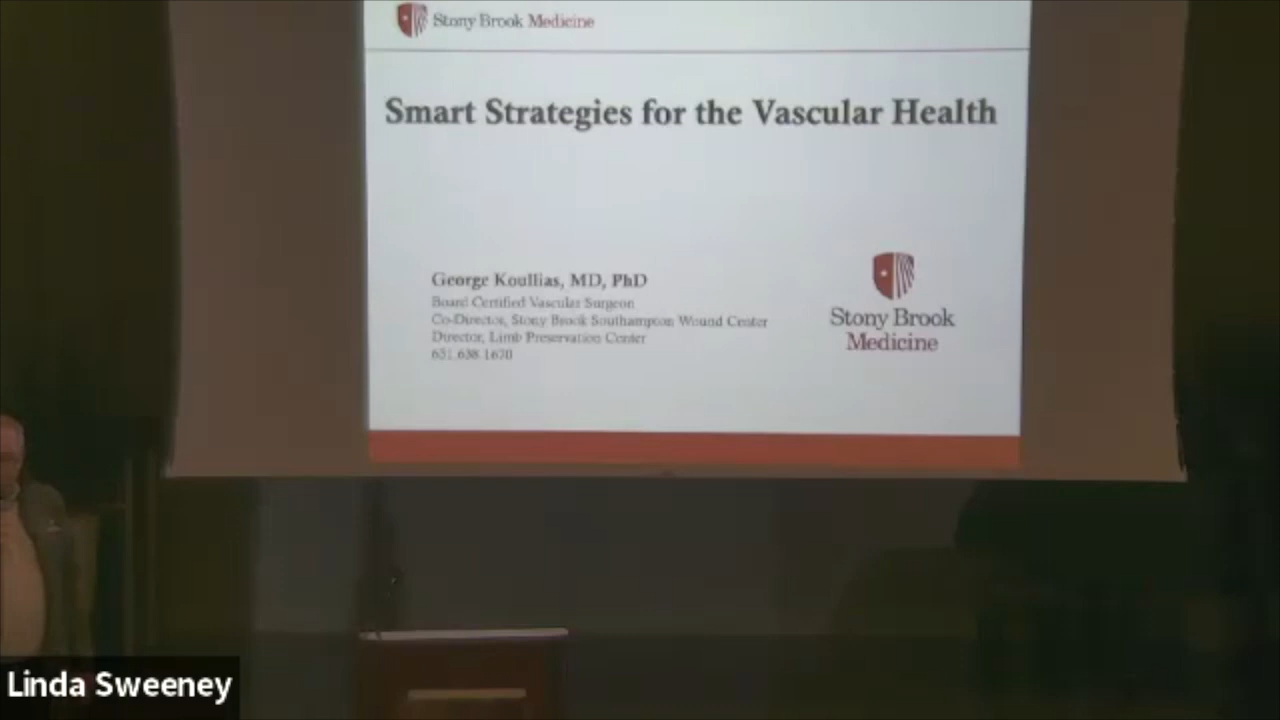 Stony Brook Medicine
Smart Strategies for the Vascular Health
George Koullias, MD, PhD
Board Certified Vascular Surgeon
Co-Director, Stony Brook Southampton Wound Center
Director, Limb Preservation Center
Stony Brook
Medicine
Linda Sweeney